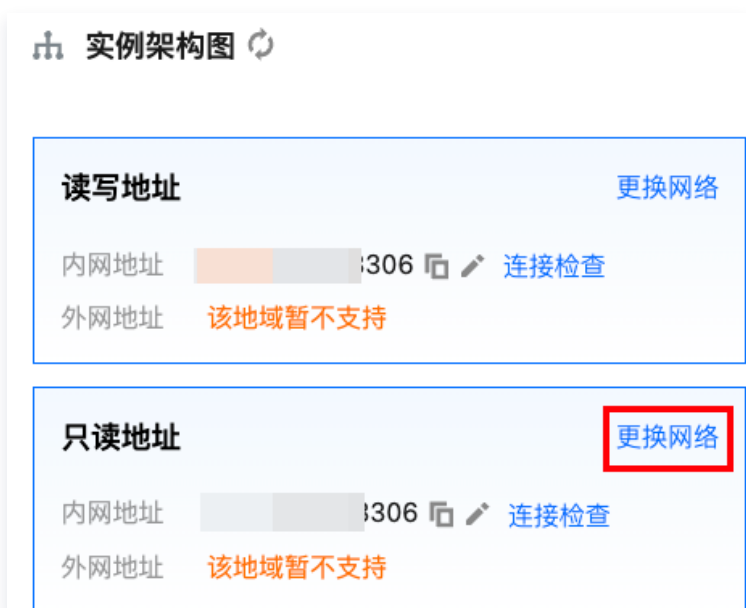 实例架构图
读写地址 更换网络
内网地址 3306 连接检查
外网地址 该地域暂不支持
只读地址 更换网络
内网地址 3306 连接检查
外网地址 该地域暂不支持